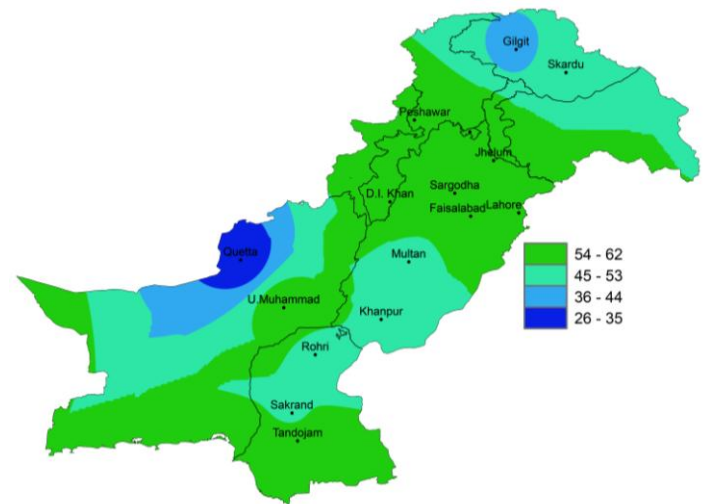 Gilgit
Skardu
Peshawar
Jhelum
D.I. Khan
Sargodha
Faisalabad
Lahore
Quetta
Multan
U.Muhammad
Khanpur
Rohri
Sakrand
Tandojam
54 - 62
45 - 53
36 - 44
26 - 35